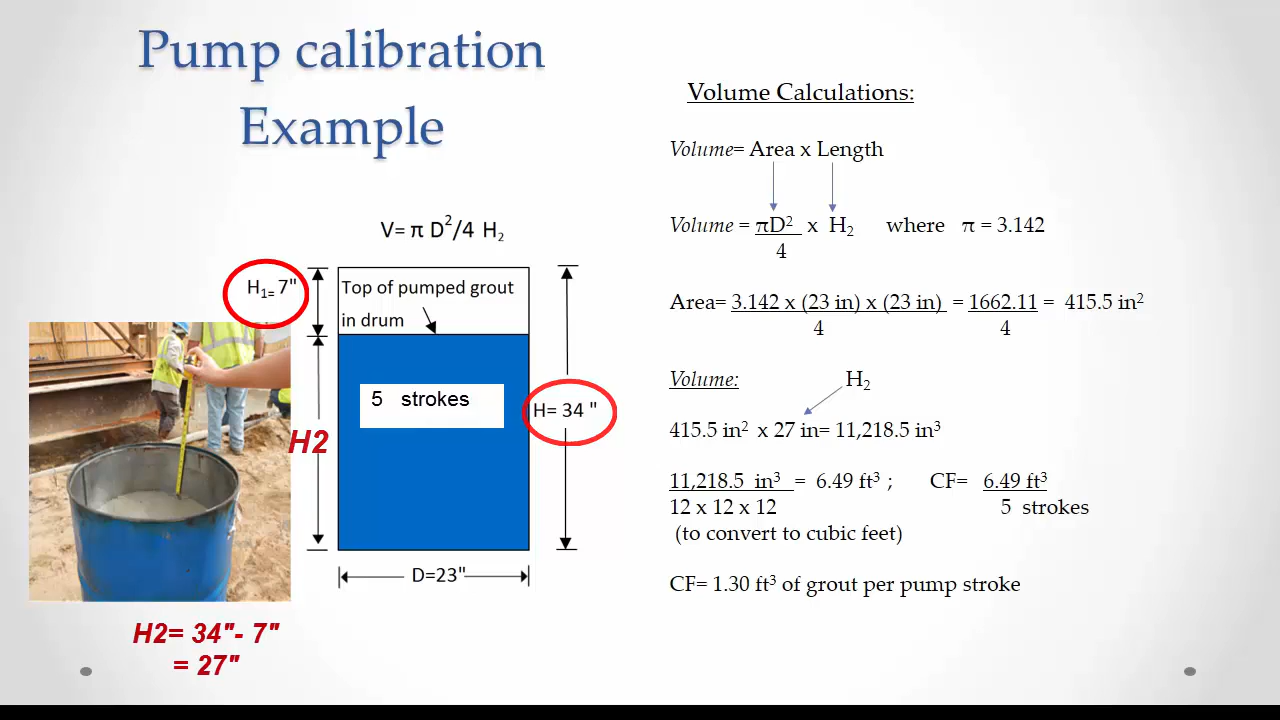 Pump calibration
Example
V= π D²/4 H₂
H₁₌ 7"
Top of pumped grout
in drum
5 strokes
H= 34 "
H2
D=23"
H2= 34"- 7"
= 27"
Volume Calculations:
Volume= Area x Length
Volume = πD² x H₂ where π = 3.142
4
Area= 3.142 x (23 in) x (23 in) = 1662.11 = 415.5 in²
4 4
Volume: H₂
415.5 in² x 27 in= 11,218.5 in³
11,218.5 in³ = 6.49 ft³ ; CF= 6.49 ft³
12 x 12 x 12 5 strokes
(to convert to cubic feet)
CF= 1.30 ft³ of grout per pump stroke